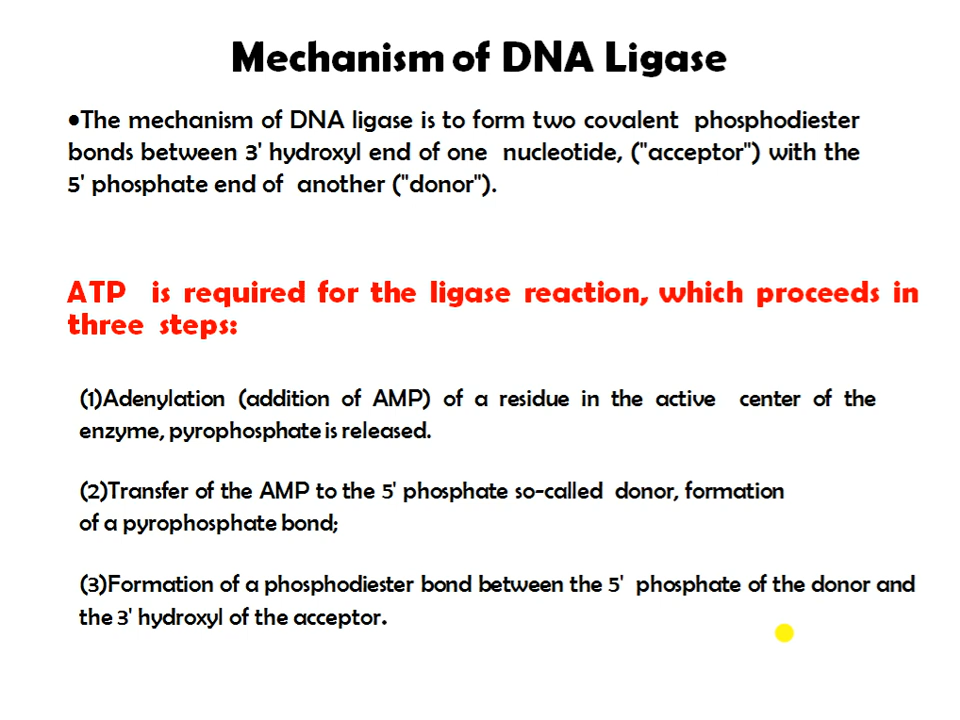 Mechanism of DNA Ligase
•The mechanism of DNA ligase is to form two covalent phosphodiester
bonds between 3' hydroxyl end of one nucleotide, ("acceptor") with the
5' phosphate end of another ("donor").
ATP is required for the ligase reaction, which proceeds in
three steps:
(1)Adenylation (addition of AMP) of a residue in the active center of the
enzyme, pyrophosphate is released.
(2)Transfer of the AMP to the 5' phosphate so-called donor, formation
of a pyrophosphate bond;
(3)Formation of a phosphodiester bond between the 5' phosphate of the donor and
the 3' hydroxyl of the acceptor.